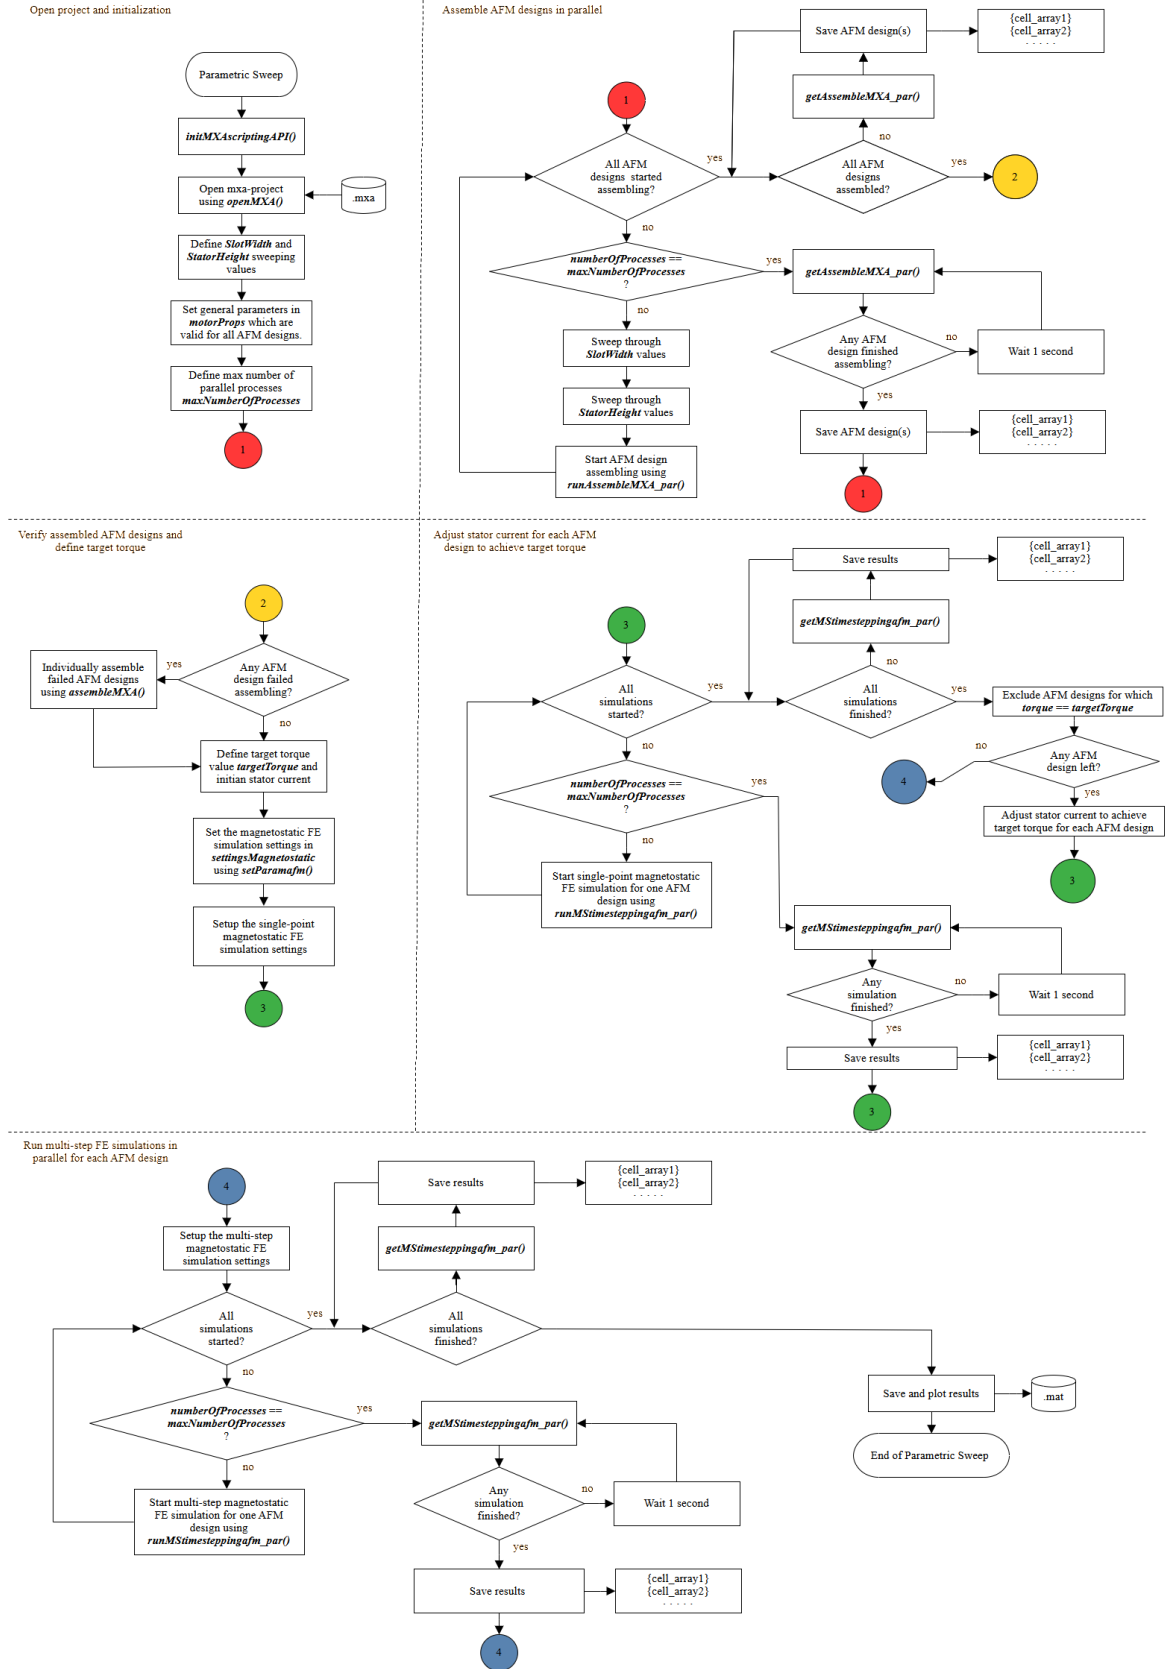 Open project and initialization
Parametric Sweep
initMXAscriptingAPI()
Open mxa-project
using openMXA()
.mxa
Define SlotWidth and
StatorHeight sweeping
values
Set general parameters in
motorProps which are
valid for all AFM designs.
Define max number of
parallel processes
maxNumberOfProcesses
1
Assemble AFM designs in parallel
Save AFM design(s)
{cell_array1}
{cell_array2}
. . . . .
getAssembleMXA_par()
1
no
All AFM
designs started
assembling?
yes
All AFM
designs
assembled?
yes
2
no
numberOfProcesses ==
maxNumberOfProcesses
?
yes
getAssembleMXA_par()
no
Sweep through
SlotWidth values
Any AFM
design finished
assembling?
no
Wait 1 second
yes
Sweep through
StatorHeight values
Save AFM design(s)
{cell_array1}
{cell_array2}
. . . . .
Start AFM design
assembling using
runAssembleMXA_par()
1
Verify assembled AFM designs and
define target torque
2
Any AFM
design failed
assembling?
yes
Individually assemble
failed AFM designs
using assembleMXA()
no
Define target torque
value targetTorque and
initian stator current
Set the magnetostatic FE
simulation settings in
settingsMagnetostatic
using setParamafm()
Setup the single-point
magnetostatic FE
simulation settings
3
Adjust stator current for each AFM
design to achieve target torque
Save results
{cell_array1}
{cell_array2}
. . . . .
getMStimesteppingafm_par()
3
no
All
simulations
started?
yes
All
simulations
finished?
yes
Exclude AFM designs for which
torque == targetTorque
no
Any AFM
design left?
no
4
yes
Adjust stator current to achieve
target torque for each AFM design
3
numberOfProcesses ==
maxNumberOfProcesses
?
yes
no
Start single-point magnetostatic
FE simulation for one AFM
design using
runMStimesteppingafm_par()
getMStimesteppingafm_par()
Any
simulation
finished?
no
Wait 1 second
yes
Save results
{cell_array1}
{cell_array2}
. . . . .
3
Run multi-step FE simulations in
parallel for each AFM design
4
Save results
{cell_array1}
{cell_array2}
. . . . .
Setup the multi-step
magnetostatic FE
simulation settings
getMStimesteppingafm_par()
All
simulations
started?
yes
All
simulations
finished?
no
Save and plot results
.mat
End of Parametric Sweep
numberOfProcesses ==
maxNumberOfProcesses
?
yes
getMStimesteppingafm_par()
no
Start multi-step magnetostatic
FE simulation for one AFM
design using
runMStimesteppingafm_par()
Any
simulation
finished?
no
Wait 1 second
yes
Save results
{cell_array1}
{cell_array2}
. . . . .
4